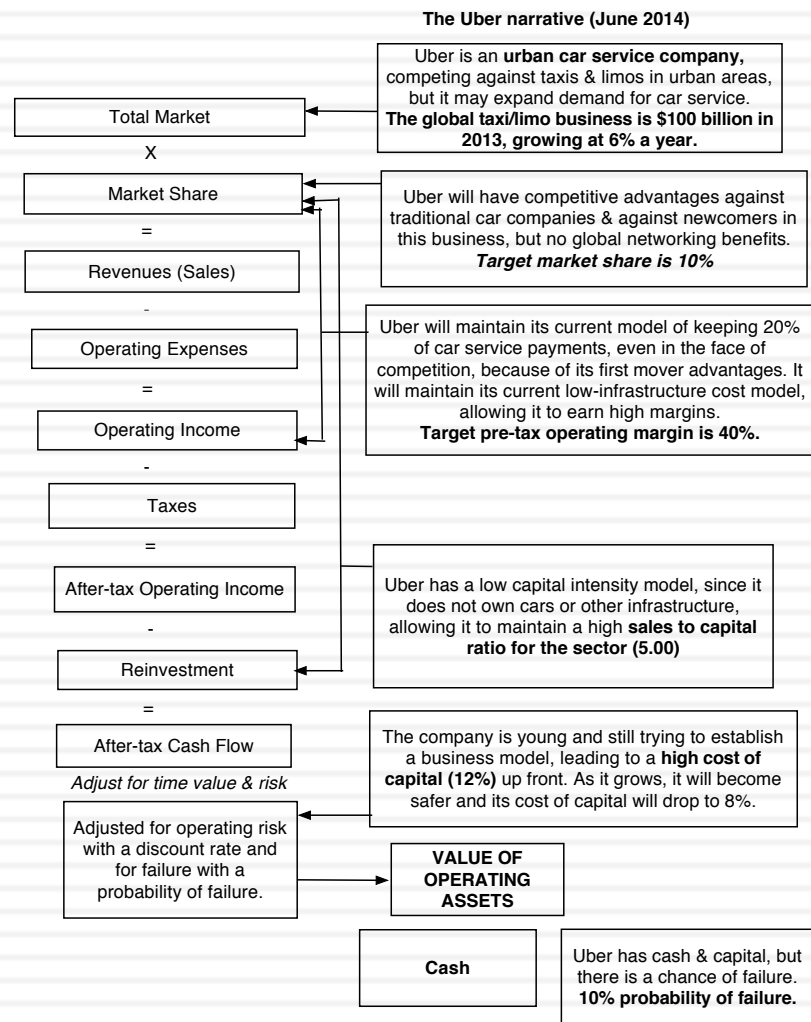 The Uber narrative (June 2014)
Uber is an urban car service company,
competing against taxis & limos in urban areas,
but it may expand demand for car service.
The global taxi/limo business is $100 billion in
2013, growing at 6% a year.
Total Market
X
Market Share
Uber will have competitive advantages against
traditional car companies & against newcomers in
this business, but no global networking benefits.
Target market share is 10%
=
Revenues (Sales)
-
Operating Expenses
Uber will maintain its current model of keeping 20%
of car service payments, even in the face of
competition, because of its first mover advantages. It
will maintain its current low-infrastructure cost model,
allowing it to earn high margins.
Target pre-tax operating margin is 40%.
=
Operating Income
-
Taxes
=
After-tax Operating Income
Uber has a low capital intensity model, since it
does not own cars or other infrastructure,
allowing it to maintain a high sales to capital
ratio for the sector (5.00)
-
Reinvestment
=
After-tax Cash Flow
The company is young and still trying to establish
a business model, leading to a high cost of
capital (12%) up front. As it grows, it will become
safer and its cost of capital will drop to 8%.
Adjust for time value & risk
Adjusted for operating risk
with a discount rate and
for failure with a
probability of failure.
VALUE OF
OPERATING
ASSETS
Cash
Uber has cash & capital, but
there is a chance of failure.
10% probability of failure.